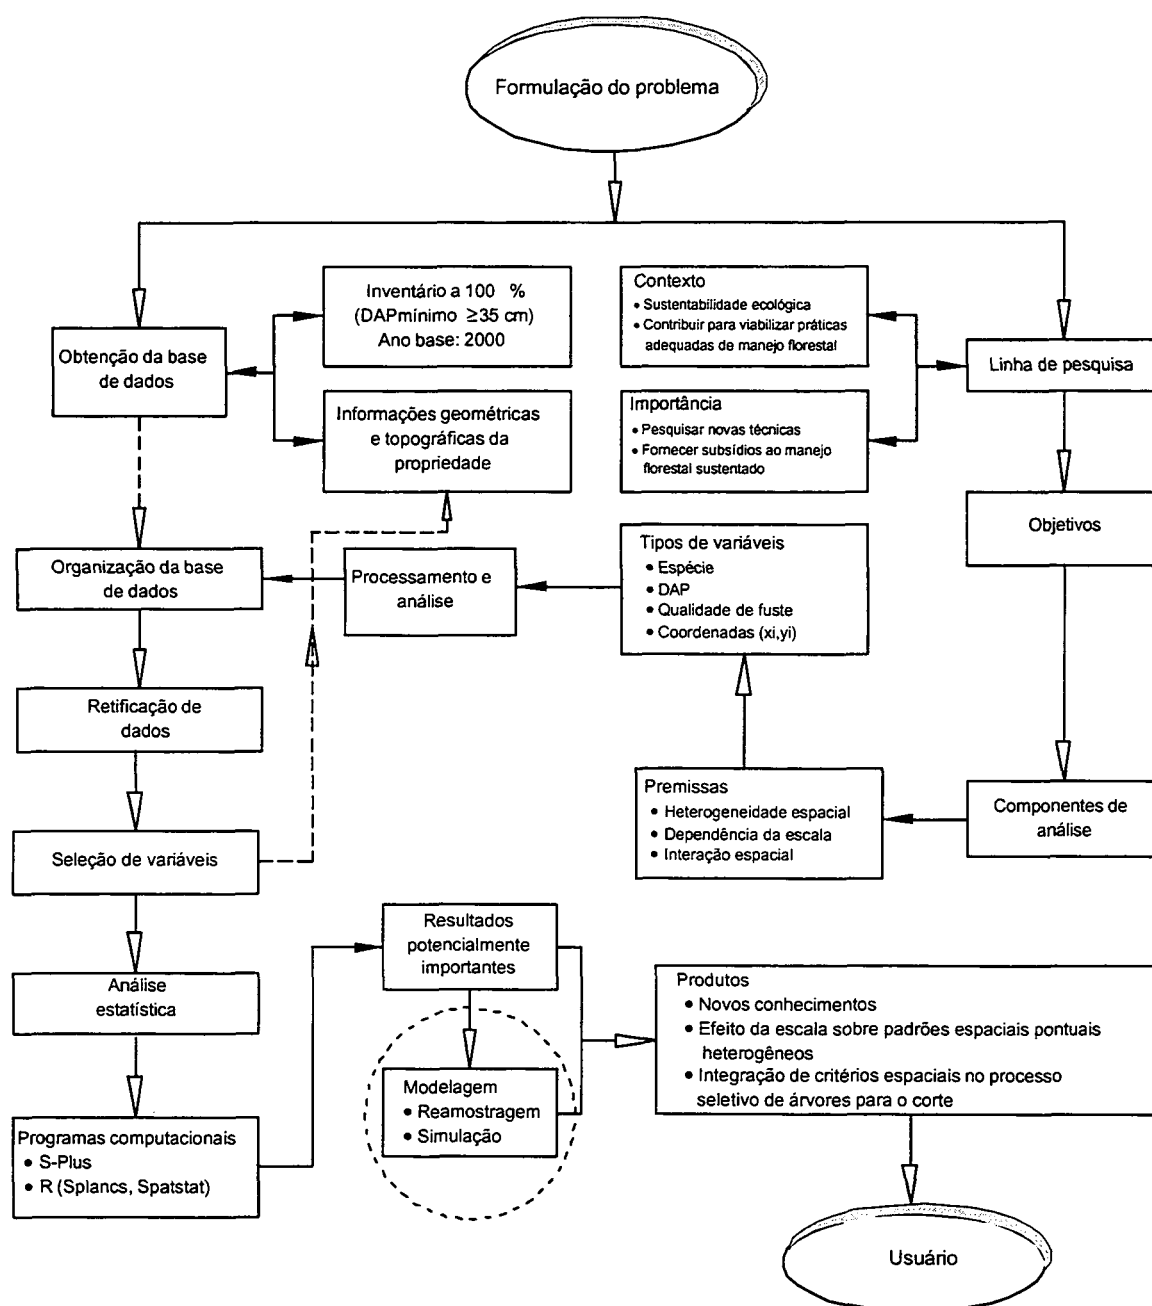 Formulação do problema
Inventário a 100 %
(DAPmínimo ≥35 cm)
Ano base: 2000
Contexto
• Sustentabilidade ecológica
• Contribuir para viabilizar práticas
adequadas de manejo florestal
Obtenção da base
de dados
Linha de pesquisa
Informações geométricas
e topográficas da
propriedade
Importância
• Pesquisar novas técnicas
• Fornecer subsídios ao manejo
florestal sustentado
Organização da base
de dados
Processamento e
análise
Tipos de variáveis
• Espécie
• DAP
• Qualidade de fuste
• Coordenadas (xi,yi)
Objetivos
Retificação de
dados
Premissas
• Heterogeneidade espacial
• Dependência da escala
• Interação espacial
Componentes de
análise
Seleção de variáveis
Resultados
potencialmente
importantes
Análise
estatística
Produtos
• Novos conhecimentos
• Efeito da escala sobre padrões espaciais pontuais
heterogêneos
• Integração de critérios espaciais no processo
seletivo de árvores para o corte
Modelagem
• Reamostragem
• Simulação
Programas computacionais
• S-Plus
• R (Splancs, Spatstat)
Usuário